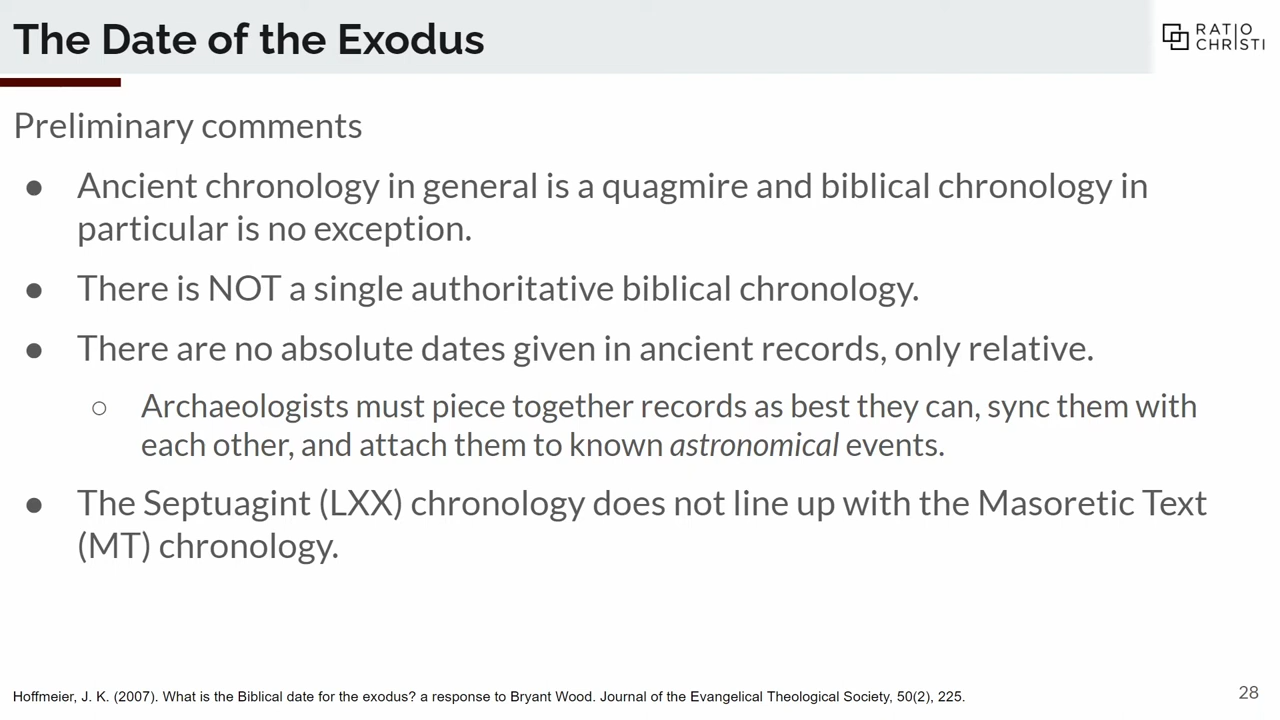 The Date of the Exodus
RATIO
CHRISTI
Preliminary comments
● Ancient chronology in general is a quagmire and biblical chronology in
particular is no exception.
● There is NOT a single authoritative biblical chronology.
● There are no absolute dates given in ancient records, only relative.
○ Archaeologists must piece together records as best they can, sync them with
each other, and attach them to known astronomical events.
● The Septuagint (LXX) chronology does not line up with the Masoretic Text
(MT) chronology.
Hoffmeier, J. K. (2007). What is the Biblical date for the exodus? a response to Bryant Wood. Journal of the Evangelical Theological Society, 50(2), 225.
28